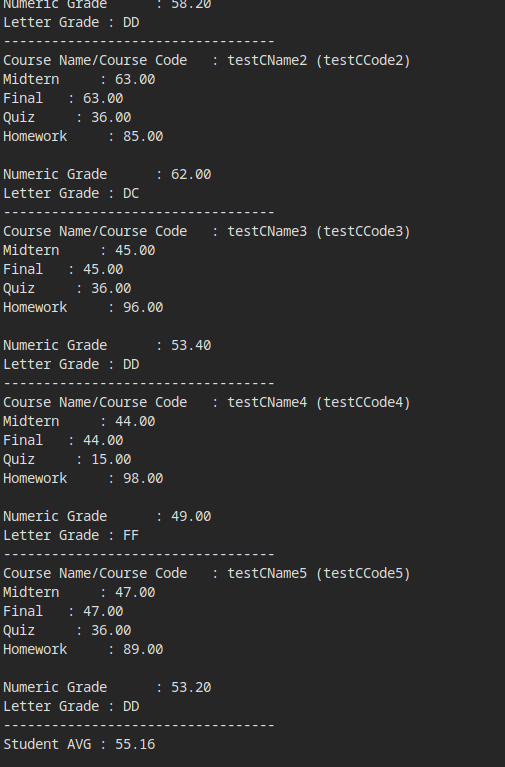 Numeric Grade      : 58.20
Letter Grade : DD
----------------------------------
Course Name/Course Code   : testCName2 (testCCode2)
Midtern     : 63.00
Final   : 63.00
Quiz     : 36.00
Homework     : 85.00

Numeric Grade      : 62.00
Letter Grade : DC
----------------------------------
Course Name/Course Code   : testCName3 (testCCode3)
Midtern     : 45.00
Final   : 45.00
Quiz     : 36.00
Homework     : 96.00

Numeric Grade      : 53.40
Letter Grade : DD
----------------------------------
Course Name/Course Code   : testCName4 (testCCode4)
Midtern     : 44.00
Final   : 44.00
Quiz     : 15.00
Homework     : 98.00

Numeric Grade      : 49.00
Letter Grade : FF
----------------------------------
Course Name/Course Code   : testCName5 (testCCode5)
Midtern     : 47.00
Final   : 47.00
Quiz     : 36.00
Homework     : 89.00

Numeric Grade      : 53.20
Letter Grade : DD
----------------------------------
Student AVG : 55.16